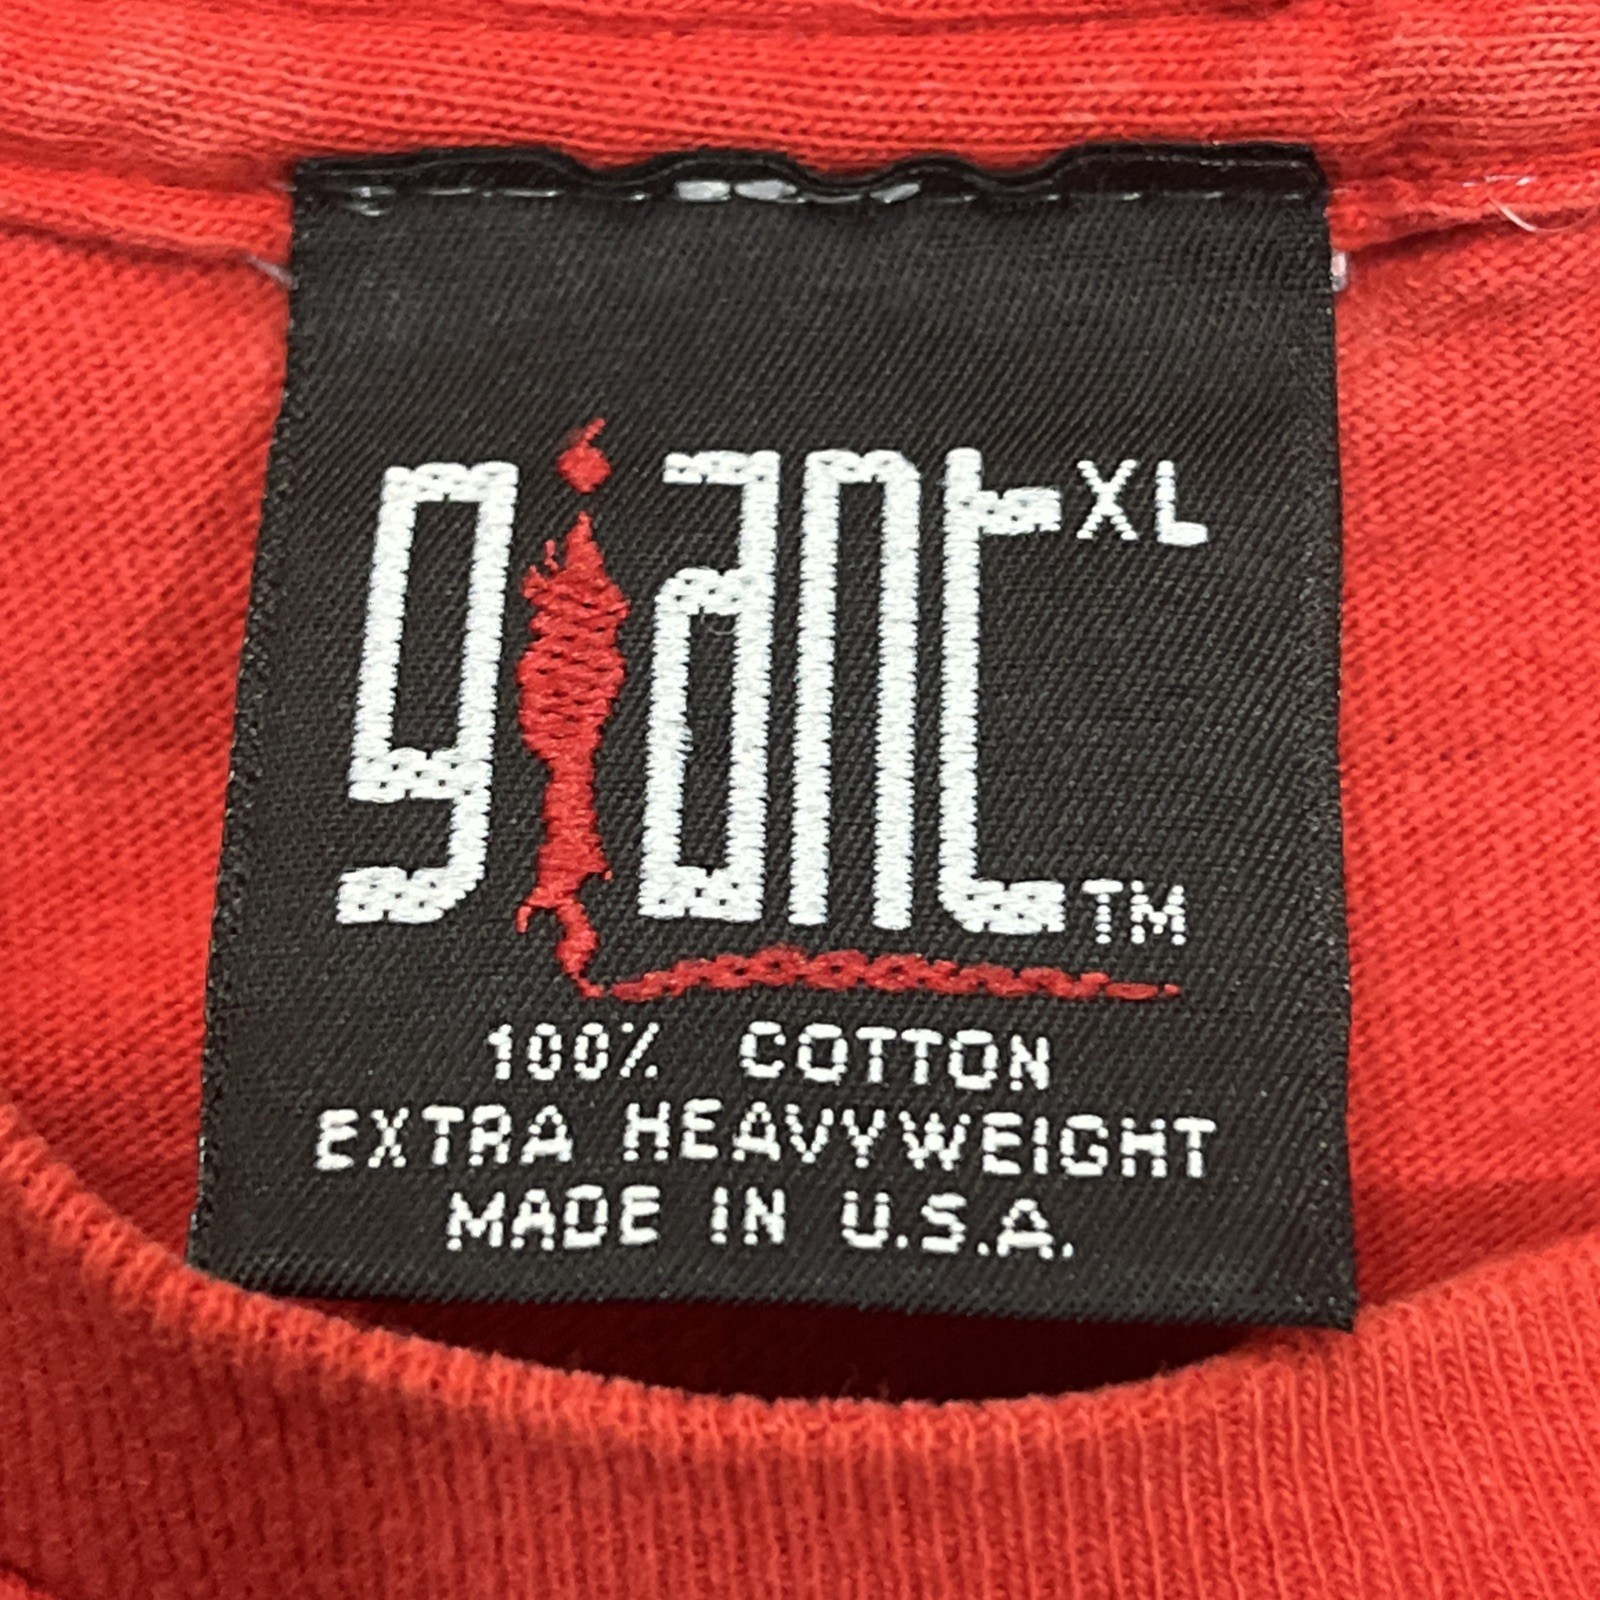 giant XL
TM
100% COTTON
EXTRA HEAVYWEIGHT
MADE IN U.S.A.